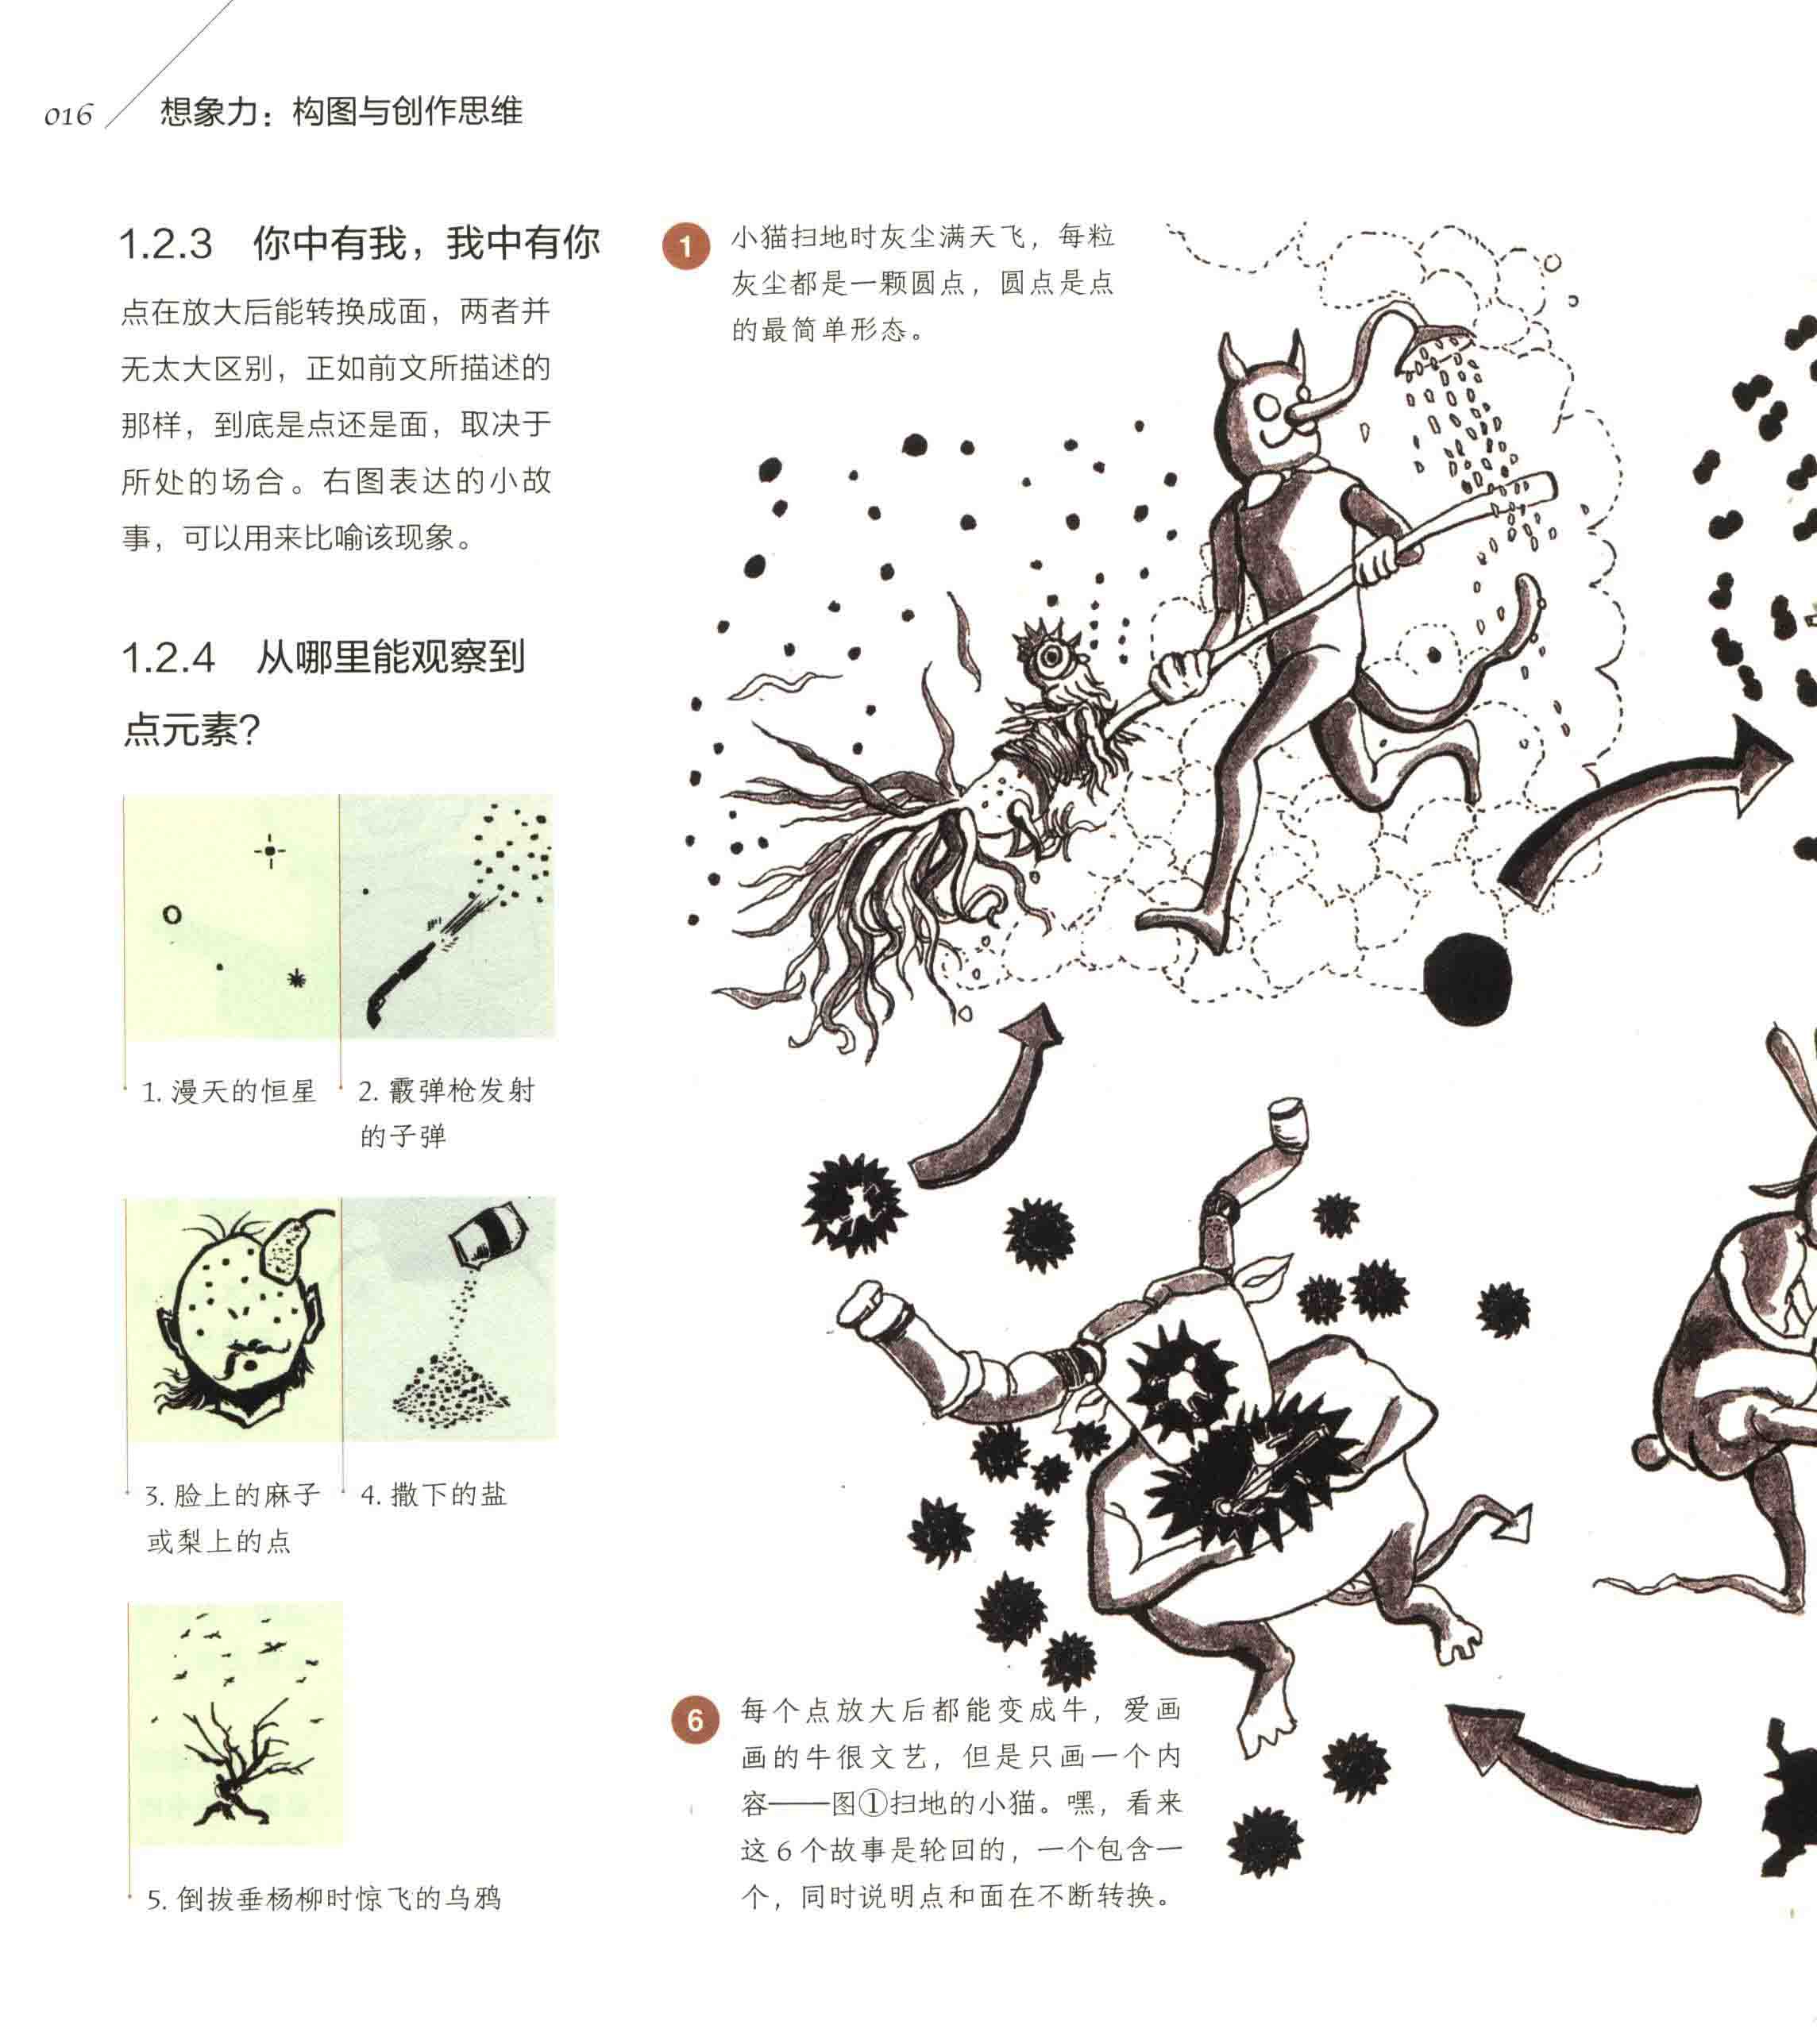 016
想象力：构图与创作思维
1.2.3 你中有我，我中有你
点在放大后能转换成面，两者并
无太大区别，正如前文所描述的
那样，到底是点还是面，取决于
所处的场合。右图表达的小故
事，可以用来比喻该现象。
1.2.4 从哪里能观察到
点元素？
1. 漫天的恒星
2. 霰弹枪发射
的子弹
3. 脸上的麻子
或梨上的点
4. 撒下的盐
5. 倒拔垂杨柳时惊飞的乌鸦
1
小猫扫地时灰尘满天飞，每粒
灰尘都是一颗圆点，圆点是点
的最简单形态。
6
每个点放大后都能变成牛，爱画
画的牛很文艺，但是只画一个内
容——图①扫地的小猫。嘿，看来
这 6 个故事是轮回的，一个包含一
个，同时说明点和面在不断转换。